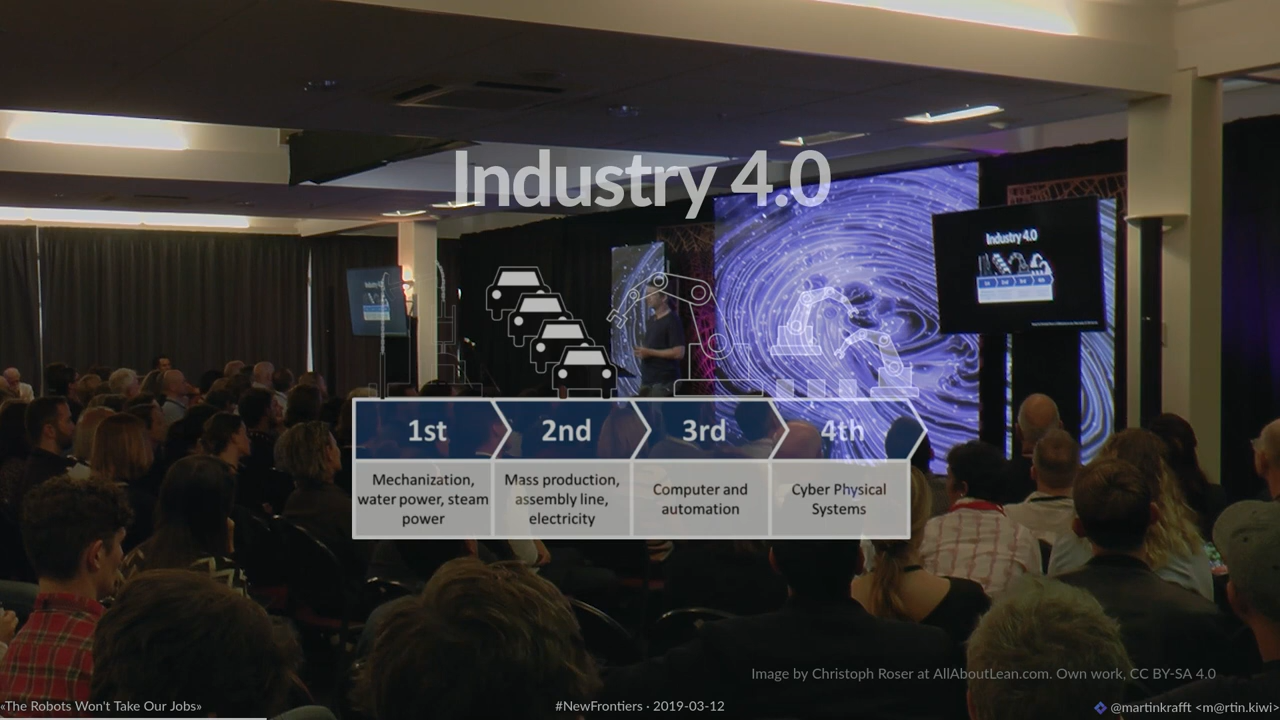 Industry 4.0
Industry 4.0
1st 2nd 3rd 4th
Mechanization,
water power, steam
power
Mass production,
assembly line,
electricity
Computer and
automation
Cyber Physical
Systems
Image by Christoph Roser at AllAboutLean.com. Own work, CC BY-SA 4.0
«The Robots Won't Take Our Jobs»
#NewFrontiers · 2019-03-12
@martinkrafft <m@rtin.kiwi>